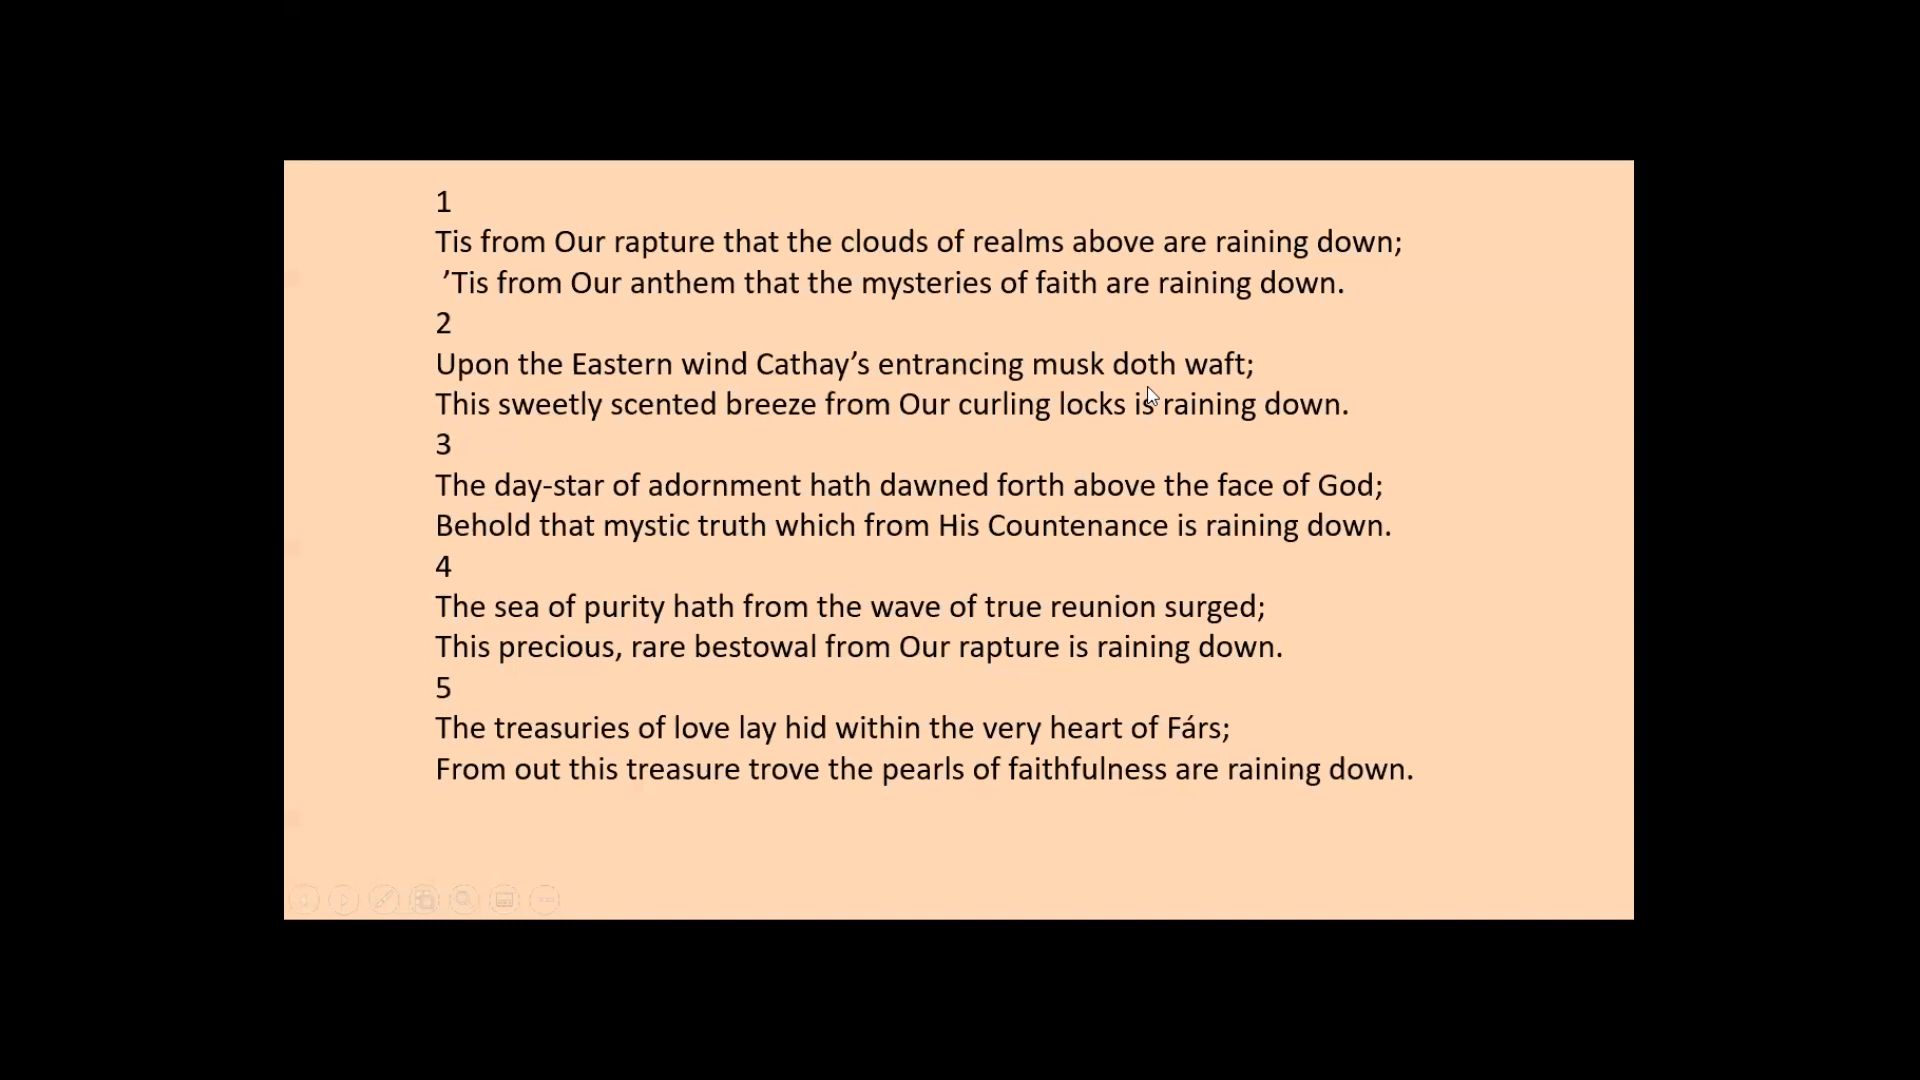 1
Tis from Our rapture that the clouds of realms above are raining down;
’Tis from Our anthem that the mysteries of faith are raining down.
2
Upon the Eastern wind Cathay’s entrancing musk doth waft;
This sweetly scented breeze from Our curling locks is raining down.
3
The day-star of adornment hath dawned forth above the face of God;
Behold that mystic truth which from His Countenance is raining down.
4
The sea of purity hath from the wave of true reunion surged;
This precious, rare bestowal from Our rapture is raining down.
5
The treasuries of love lay hid within the very heart of Fárs;
From out this treasure trove the pearls of faithfulness are raining down.